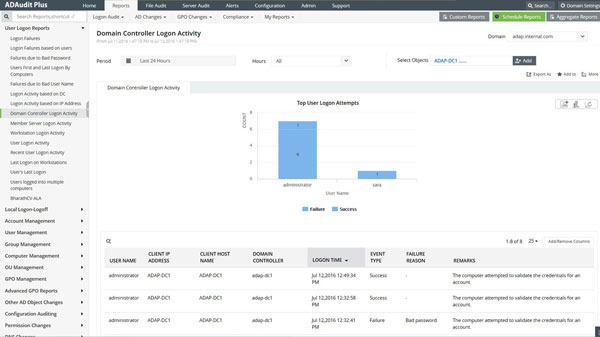 ADAudit Plus
Home Reports File Audit Server Audit Alerts Configuration Admin Support
Search... Domain Settings
Search Reports
Logon Audit AD Changes GPO Changes Compliance My Reports
Custom Reports Schedule Reports Aggregate Reports
User Logon Reports
Logon Failures
Logon Failures based on users
Failures due to Bad Password
Users First and Last Logon By
Computers
Failures due to Bad User Name
Logon Activity based on DC
Logon Activity based on IP Address
Domain Controller Logon Activity
Member Server Logon Activity
Workstation Logon Activity
User Logon Activity
Recent User Logon Activity
Last Logon on Workstations
User's Last Logon
Users logged into multiple
computers
BharathCV-ALA
Local Logon-Logoff
Account Management
User Management
Group Management
Computer Management
OU Management
GPO Management
Advanced GPO Reports
Other AD Object Changes
Configuration Auditing
Permission Changes
Domain Controller Logon Activity
Domain adap.internal.com
Period Last 24 Hours
Hours All
Select Objects ADAP-DC1 ...... Add
Export As Add to More
Domain Controller Logon Activity
Top User Logon Attempts
COUNT
8
6
4
2
0
1
6
1
administrator sara
User Name
Failure Success
1-8 of 8 25 Add/Remove Columns
USER NAME CLIENT IP ADDRESS CLIENT HOST NAME DOMAIN CONTROLLER LOGON TIME EVENT TYPE FAILURE REASON REMARKS
administrator ADAP-DC1 ADAP-DC1 adap-dc1 Jul 12,2016 12:49:34 PM Success - The computer attempted to validate the credentials for an account.
administrator ADAP-DC1 ADAP-DC1 adap-dc1 Jul 12,2016 12:32:58 PM Success - The computer attempted to validate the credentials for an account.
administrator ADAP-DC1 ADAP-DC1 adap-dc1 Jul 12,2016 12:32:41 PM Failure Bad password The computer attempted to validate the credentials for an account.